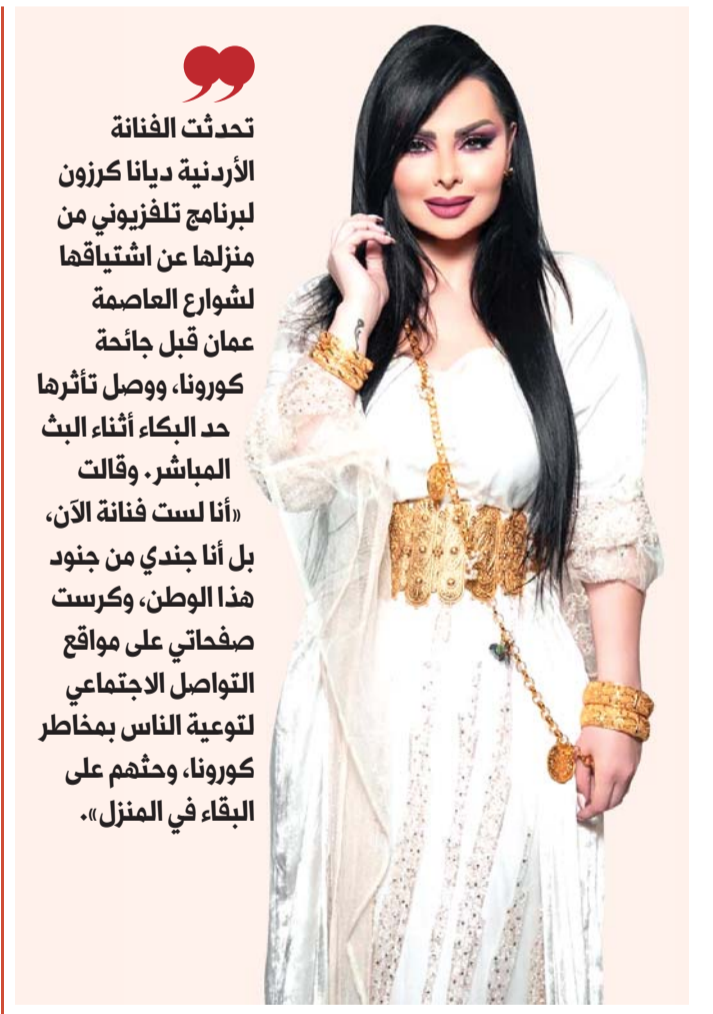 تحدثت الفنانة
الأردنية ديانا كرزون
لبرنامج تلفزيوني من
منزلها عن اشتياقها
لشوارع العاصمة
عمان قبل جائحة
كورونا، ووصل تأثرها
حد البكاء أثناء البث
المباشر. وقالت
«أنا لست فنانة الآن،
بل أنا جندي من جنود
هذا الوطن، وكرست
صفحاتي على مواقع
التواصل الاجتماعي
لتوعية الناس بمخاطر
كورونا، وحثهم على
البقاء في المنزل».